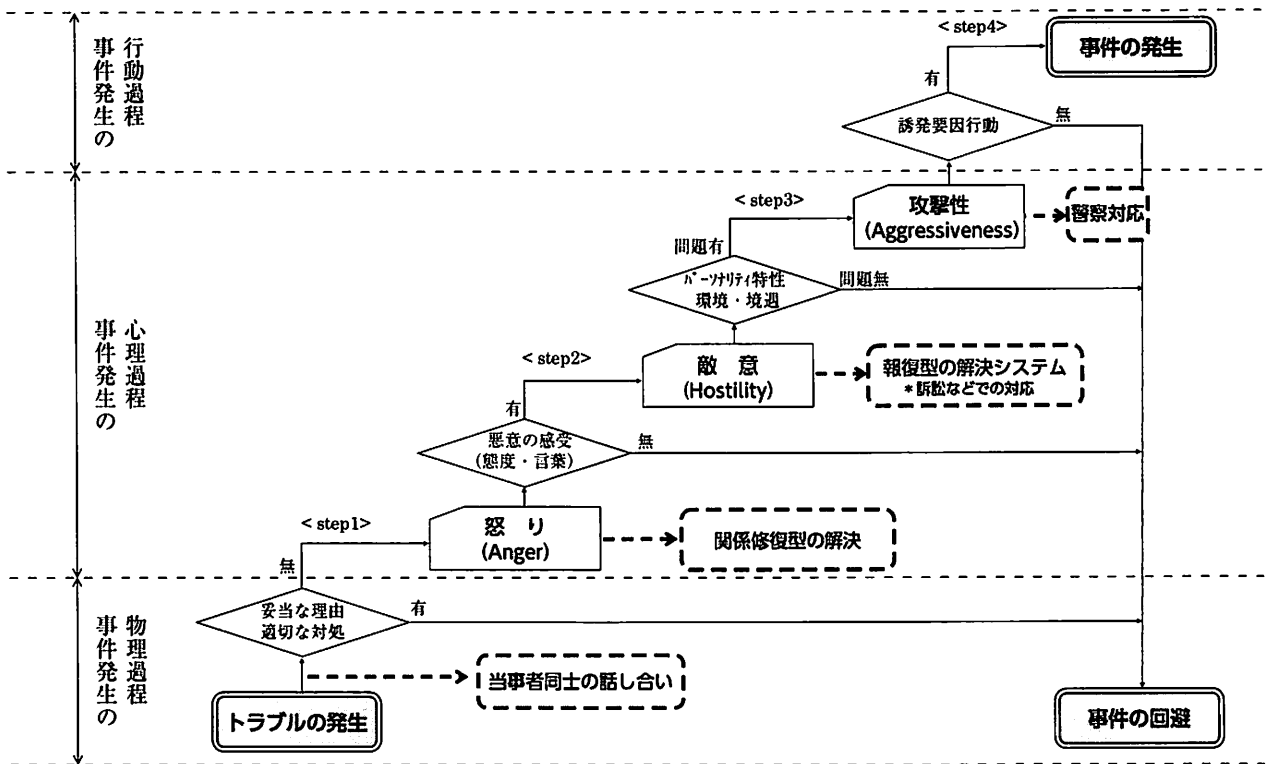 事件発生の
行動過程
<step4>
事件の発生
有
誘発要因行動
無
事件発生の
心理過程
<step3>
攻撃性
(Aggressiveness)
警察対応
問題有
パーソナリティ特性
環境・境遇
問題無
<step2>
敵 意
(Hostility)
報復型の解決システム
*訴訟などでの対応
有
悪意の感受
(態度・言葉)
無
<step1>
怒 り
(Anger)
関係修復型の解決
無
事件発生の
物理過程
妥当な理由
適切な対処
有
当事者同士の話し合い
トラブルの発生
事件の回避